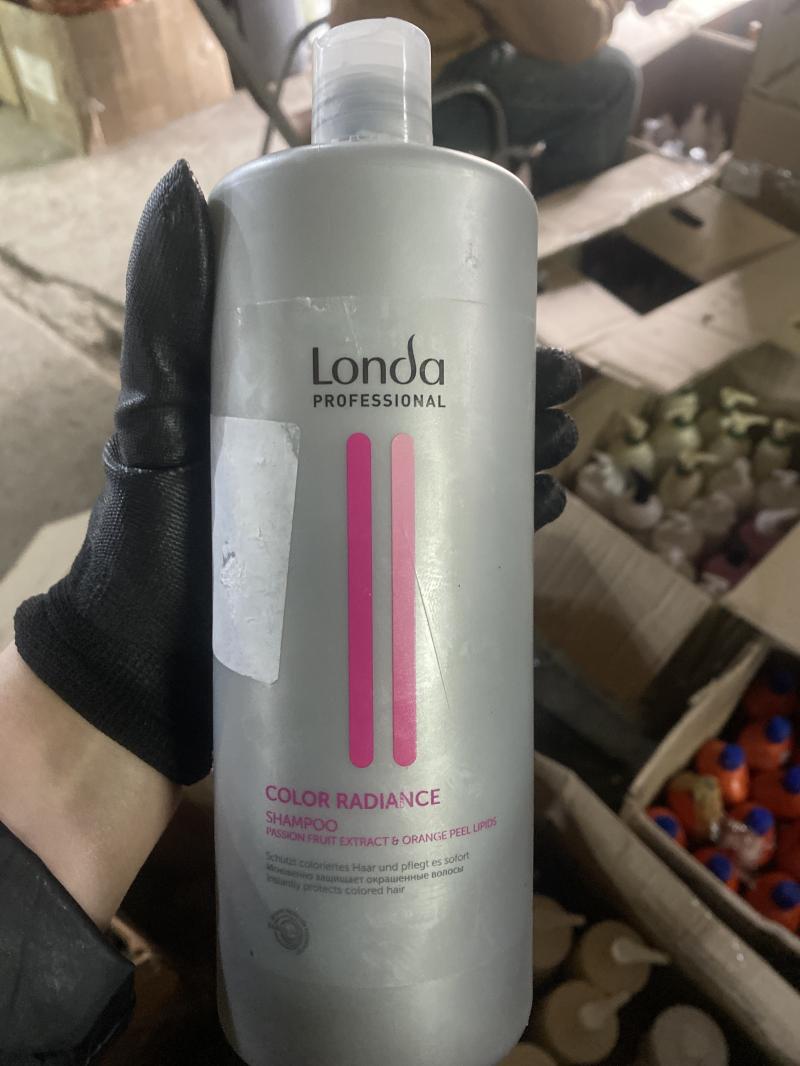 Londa
PROFESSIONAL
COLOR RADIANCE
SHAMPOO
PASSION FRUIT EXTRACT & ORANGE PEEL LIPIDS
Schützt coloriertes Haar und pflegt es sofort
Мгновенно защищает окрашенные волосы
Instantly protects colored hair